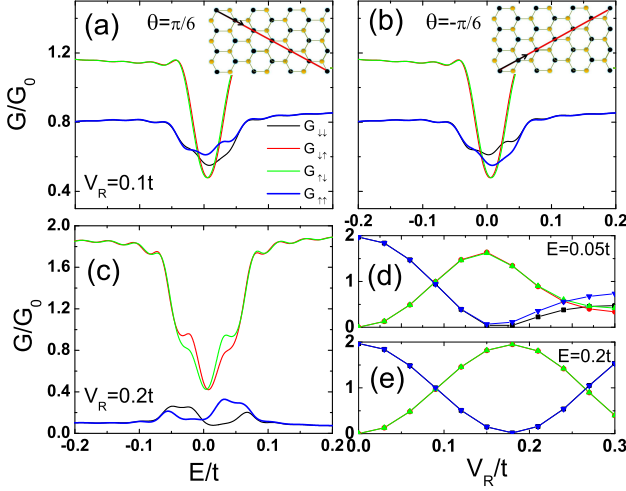 (a) θ=π/6
(b) θ=-π/6
G/G0
1.2
0.8
0.4
G↓↓
G↓↑
G↑↓
G↑↑
VR=0.1t
-0.2 -0.1 0.0 0.1 0.2
2.0
1.6
1.2
0.8
0.4
0.0
G/G0
(c)
VR=0.2t
-0.2 -0.1 0.0 0.1 0.2
E/t
2
1
0
(d)
E=0.05t
2
1
0
(e)
E=0.2t
0.0 0.1 0.2 0.3
VR/t